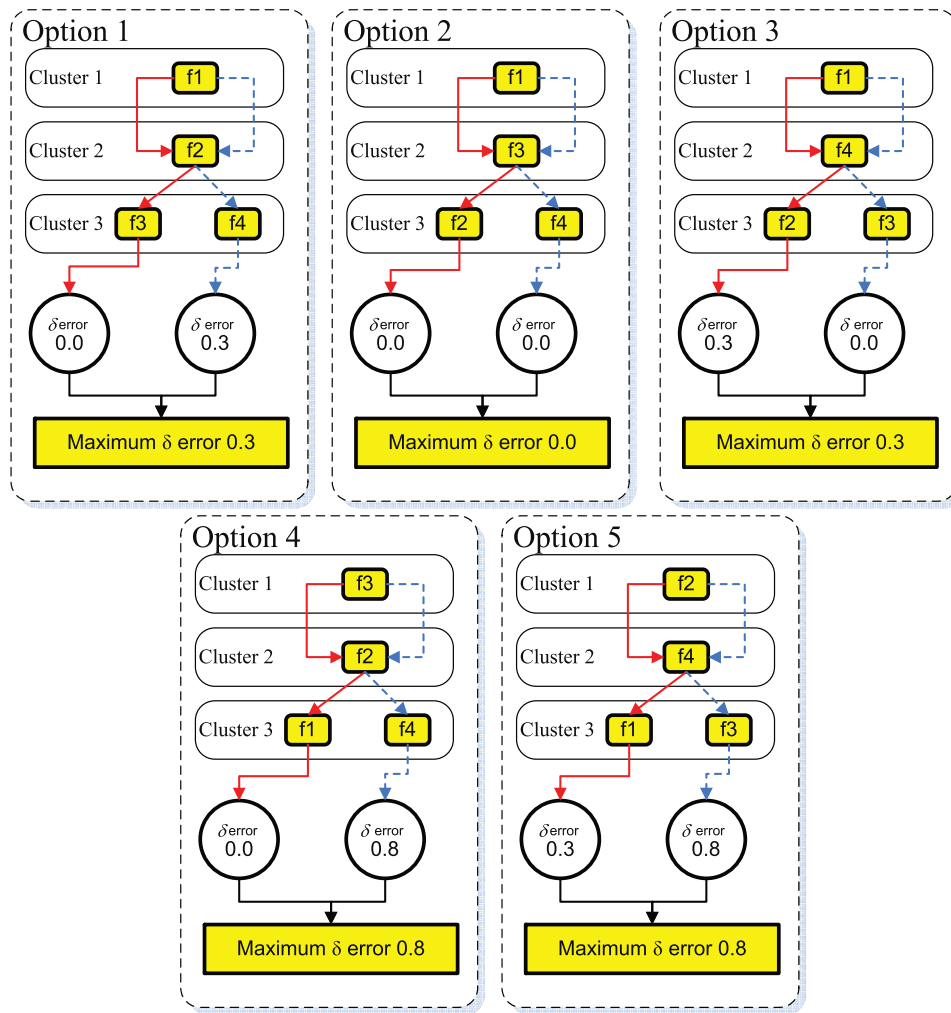 Option 1
Cluster 1
f1
Cluster 2
f2
Cluster 3
f3
f4
δ error
0.0
δ error
0.3
Maximum δ error 0.3
Option 2
Cluster 1
f1
Cluster 2
f3
Cluster 3
f2
f4
δ error
0.0
δ error
0.0
Maximum δ error 0.0
Option 3
Cluster 1
f1
Cluster 2
f4
Cluster 3
f2
f3
δ error
0.3
δ error
0.0
Maximum δ error 0.3
Option 4
Cluster 1
f3
Cluster 2
f2
Cluster 3
f1
f4
δ error
0.0
δ error
0.8
Maximum δ error 0.8
Option 5
Cluster 1
f2
Cluster 2
f4
Cluster 3
f1
f3
δ error
0.3
δ error
0.8
Maximum δ error 0.8